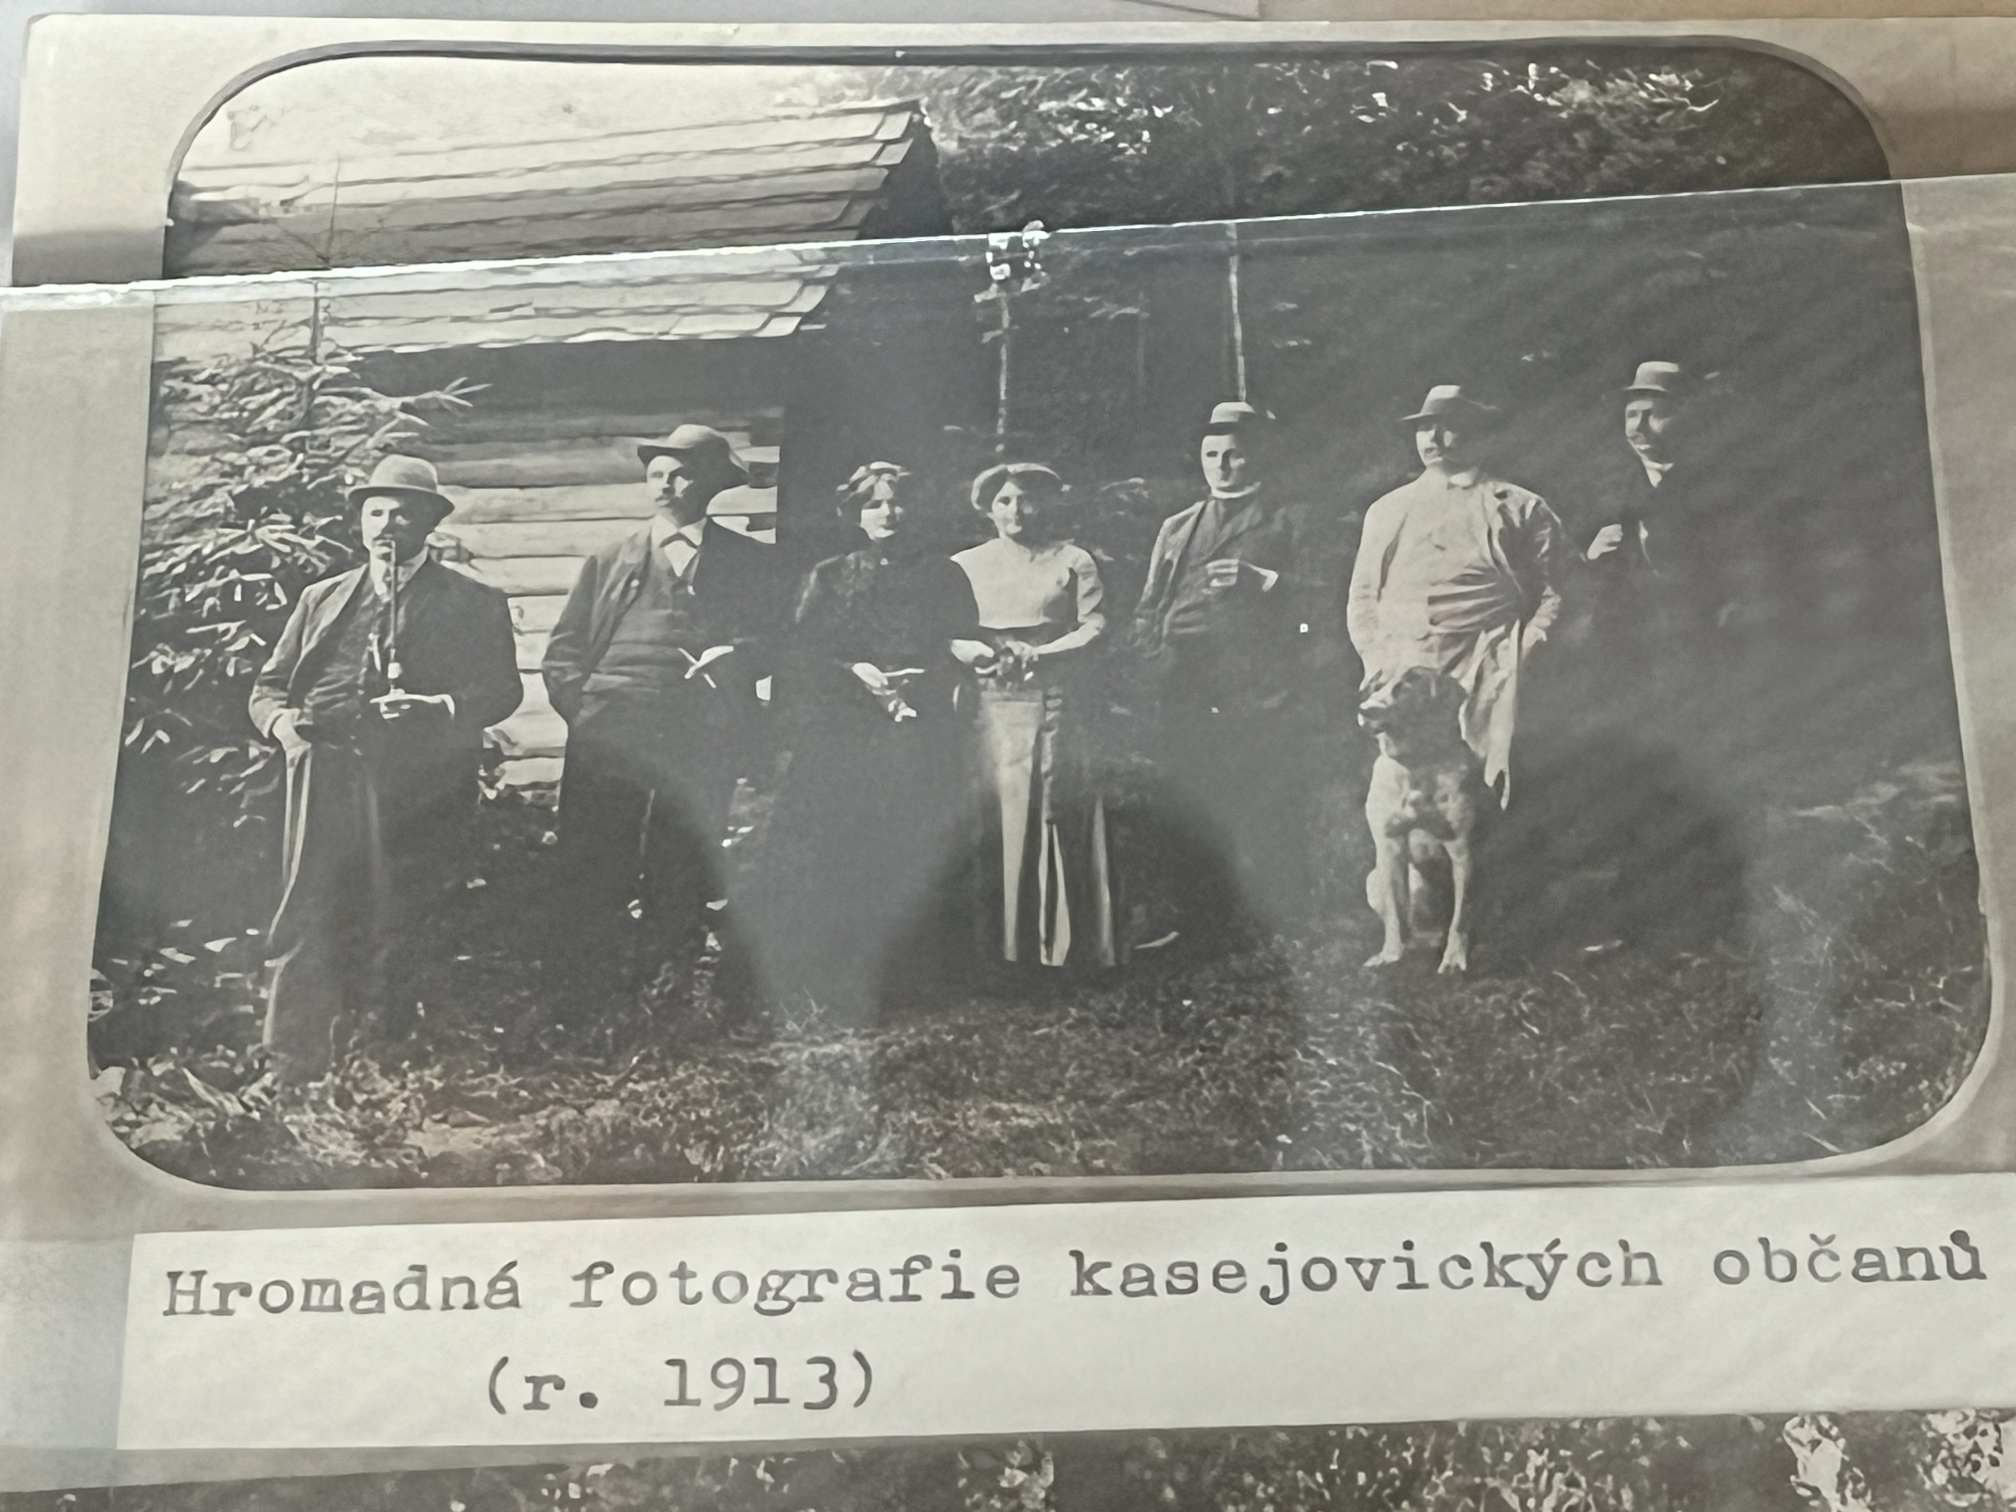 Hromadná fotografie kasejovických občanů
(r. 1913)